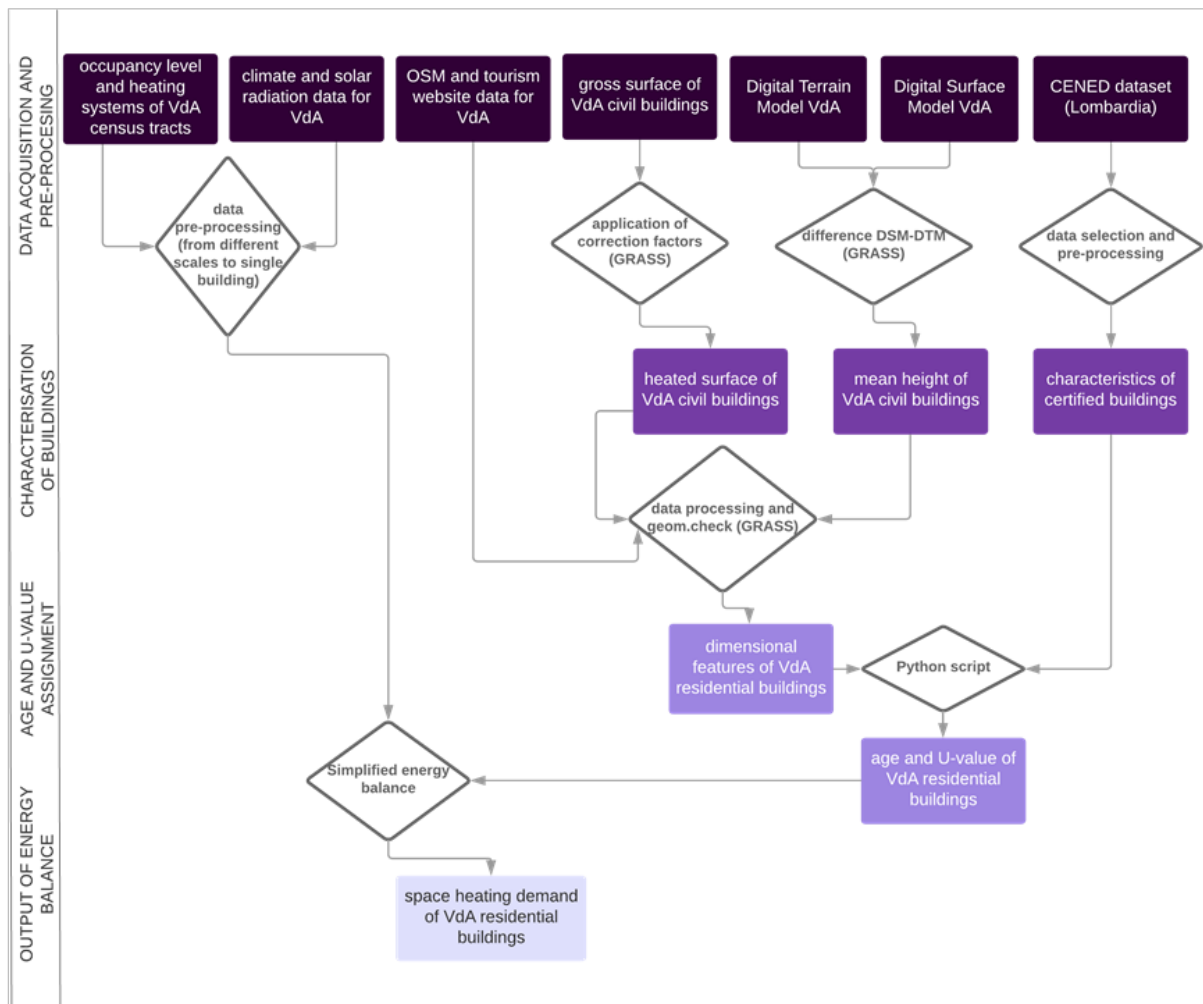 DATA ACQUISITION AND
PRE-PROCESING
occupancy level
and heating
systems of VdA
census tracts
climate and solar
radiation data for
VdA
OSM and tourism
website data for
VdA
gross surface of
VdA civil buildings
Digital Terrain
Model VdA
Digital Surface
Model VdA
CENED dataset
(Lombardia)
data
pre-processing
(from different
scales to single
building)
application of
correction factors
(GRASS)
difference DSM-DTM
(GRASS)
data selection and
pre-processing
CHARACTERISATION
OF BUILDINGS
heated surface of
VdA civil buildings
mean height of
VdA civil buildings
characteristics of
certified buildings
data processing and
geom.check (GRASS)
AGE AND U-VALUE
ASSIGNMENT
dimensional
features of VdA
residential buildings
Python script
Simplified energy
balance
age and U-value of
VdA residential
buildings
OUTPUT OF ENERGY
BALANCE
space heating demand
of VdA residential
buildings